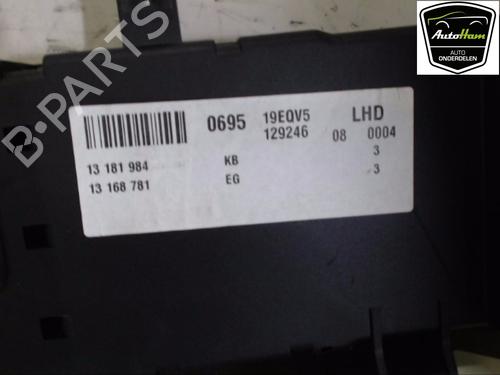 AutoHam
AUTO
ONDERDELEN
B-PARTS
0695 19EQV5 LHD
129246 08 0004
13 181 984 KB 3
13 168 781 EG 3